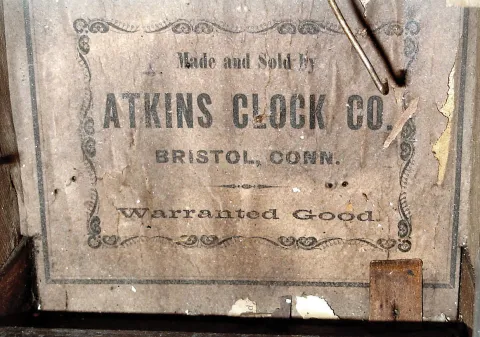 Made and Sold by
ATKINS CLOCK CO.
BRISTOL, CONN.
Warranted Good.